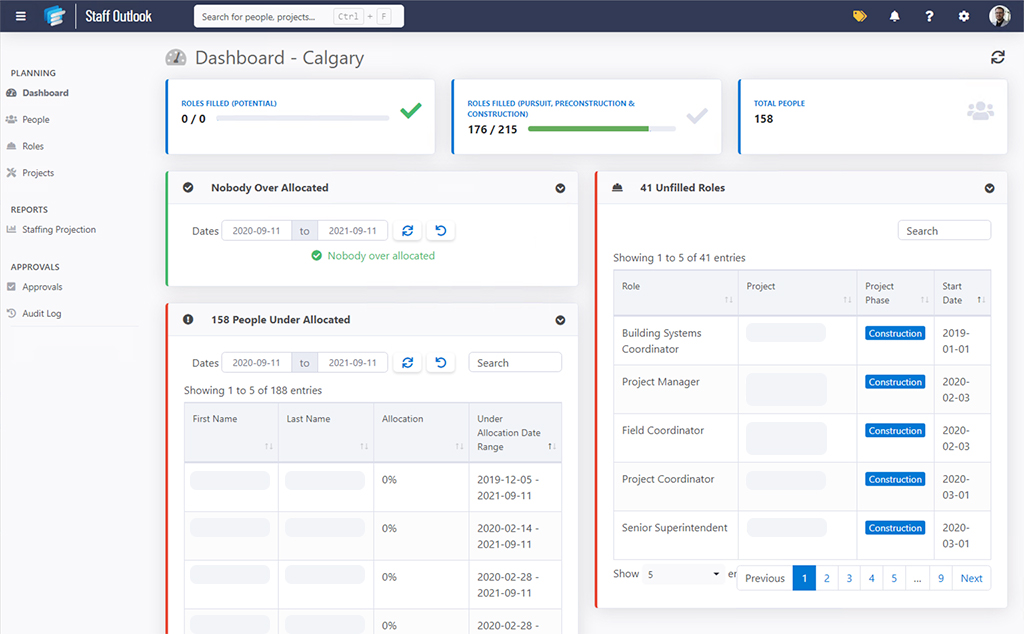 Staff Outlook
Search for people, projects... Ctrl + F
PLANNING
Dashboard
People
Roles
Projects
REPORTS
Staffing Projection
APPROVALS
Approvals
Audit Log
Dashboard - Calgary
ROLES FILLED (POTENTIAL)
0 / 0
ROLES FILLED (PURSUIT, PRECONSTRUCTION &
CONSTRUCTION)
176 / 215
TOTAL PEOPLE
158
Nobody Over Allocated
Dates 2020-09-11 to 2021-09-11
Nobody over allocated
158 People Under Allocated
Dates 2020-09-11 to 2021-09-11 Search
Showing 1 to 5 of 188 entries
First Name Last Name Allocation Under
Allocation Date
Range
0% 2019-12-05 -
2021-09-11
0% 2020-02-14 -
2021-09-11
0% 2020-02-28 -
2021-09-11
0% 2020-02-28 -
41 Unfilled Roles
Search
Showing 1 to 5 of 41 entries
Role Project Project Start
Phase Date
Building Systems Construction 2019-
Coordinator 01-01
Project Manager Construction 2020-
02-03
Field Coordinator Construction 2020-
02-03
Project Coordinator Construction 2020-
03-01
Senior Superintendent Construction 2020-
03-01
Show 5 er Previous 1 2 3 4 5 ... 9 Next